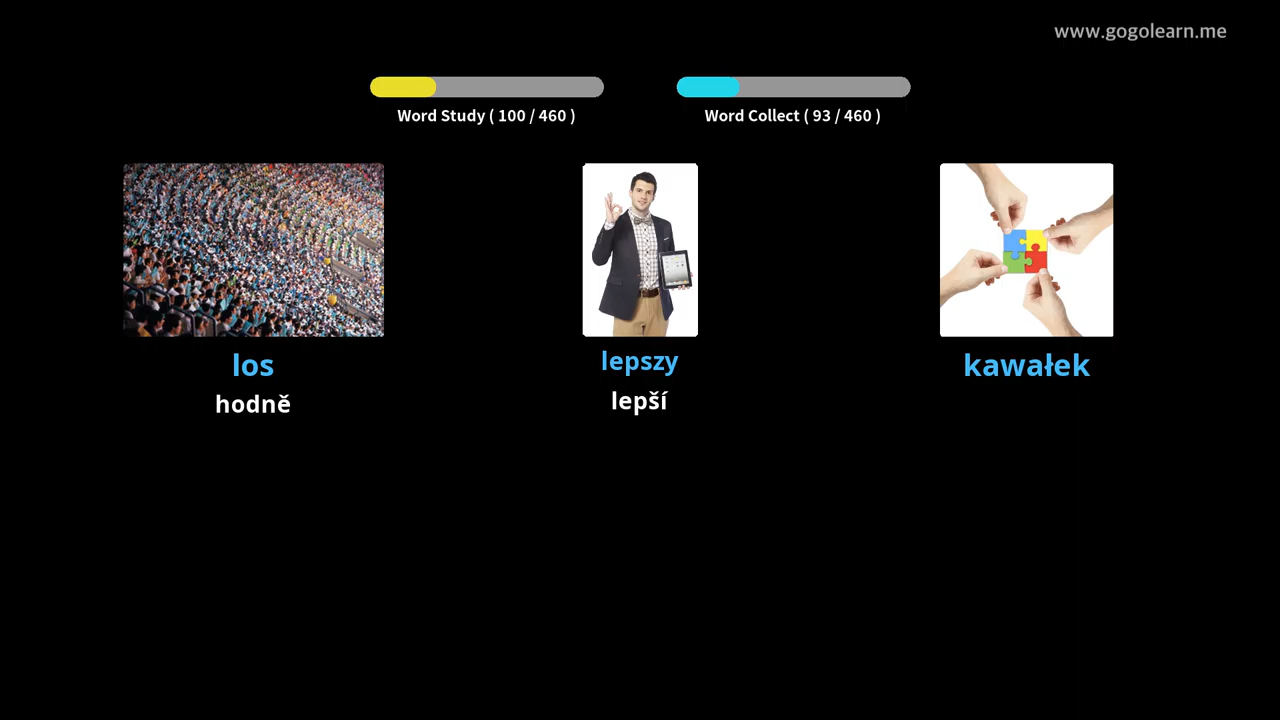 www.gogolearn.me
Word Study ( 100 / 460 )
Word Collect ( 93 / 460 )
los
lepszy
kawałek
hodně
lepší